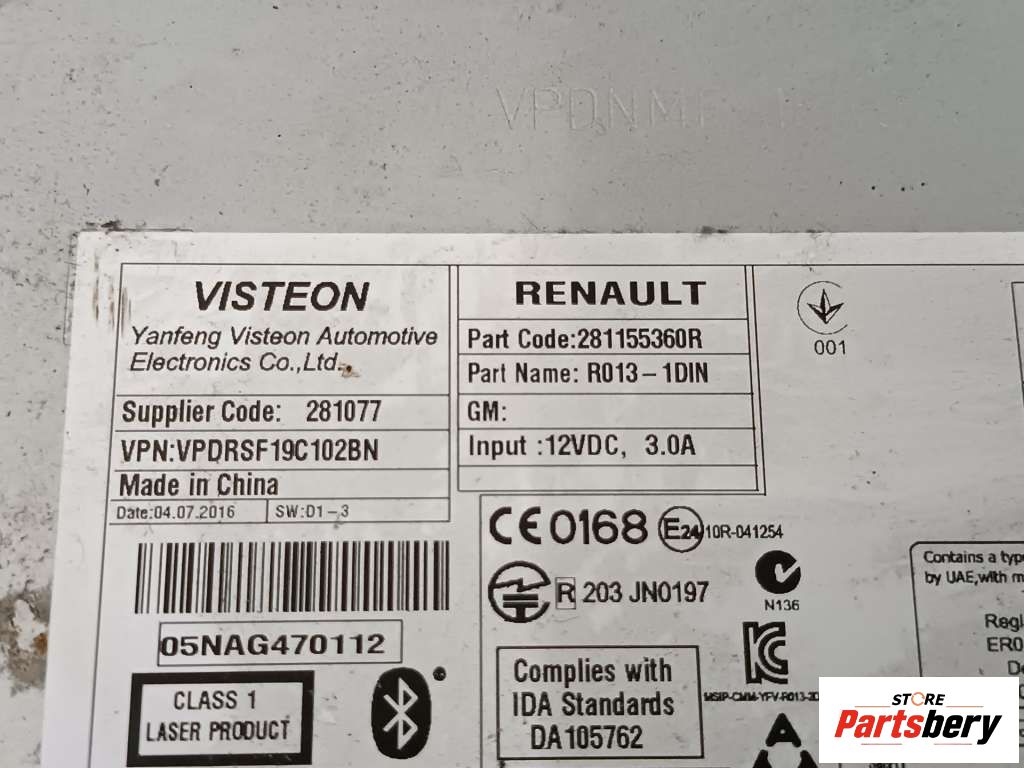 VPDNMF
VISTEON
Yanfeng Visteon Automotive
Electronics Co.,Ltd.
Supplier Code: 281077
VPN:VPDRSF19C102BN
Made in China
Date:04.07.2016 SW:D1-3
05NAG470112
CLASS 1
LASER PRODUCT
RENAULT
Part Code:281155360R
Part Name: R013-1DIN
GM:
Input :12VDC, 3.0A
001
CE0168 E24 10R-041254
R 203 JN0197
N136
Complies with
IDA Standards
DA105762
MSIP-CMM-YFV-R013-2D
Contains a type
by UAE,with m
Regi
ER0
STORE
Partsbery